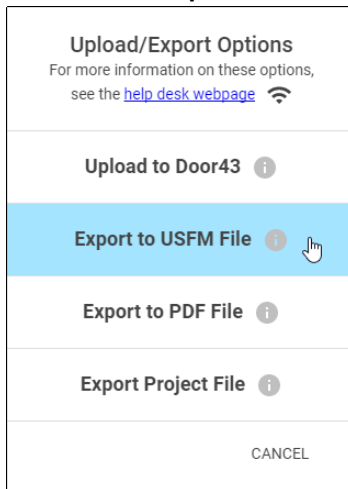 Upload/Export Options
For more information on these options,
see the help desk webpage
Upload to Door43
Export to USFM File
Export to PDF File
Export Project File
CANCEL